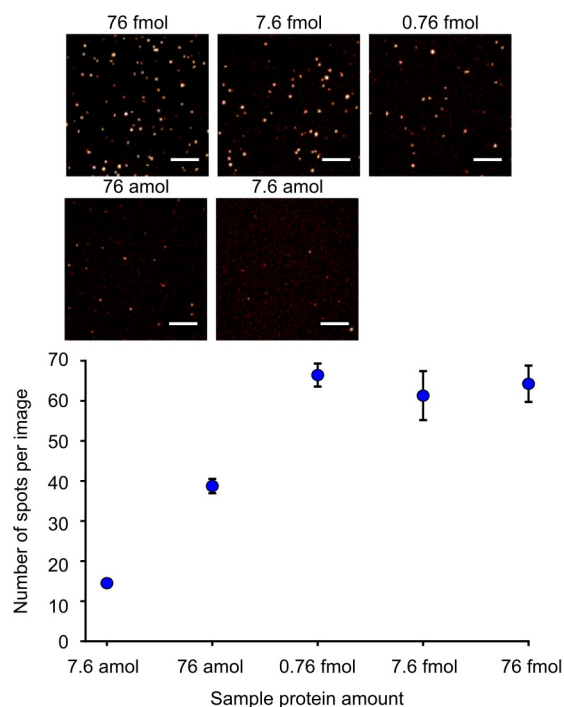 76 fmol 7.6 fmol 0.76 fmol
76 amol 7.6 amol
70
60
50
40
30
20
10
0
Number of spots per image
7.6 amol 76 amol 0.76 fmol 7.6 fmol 76 fmol
Sample protein amount